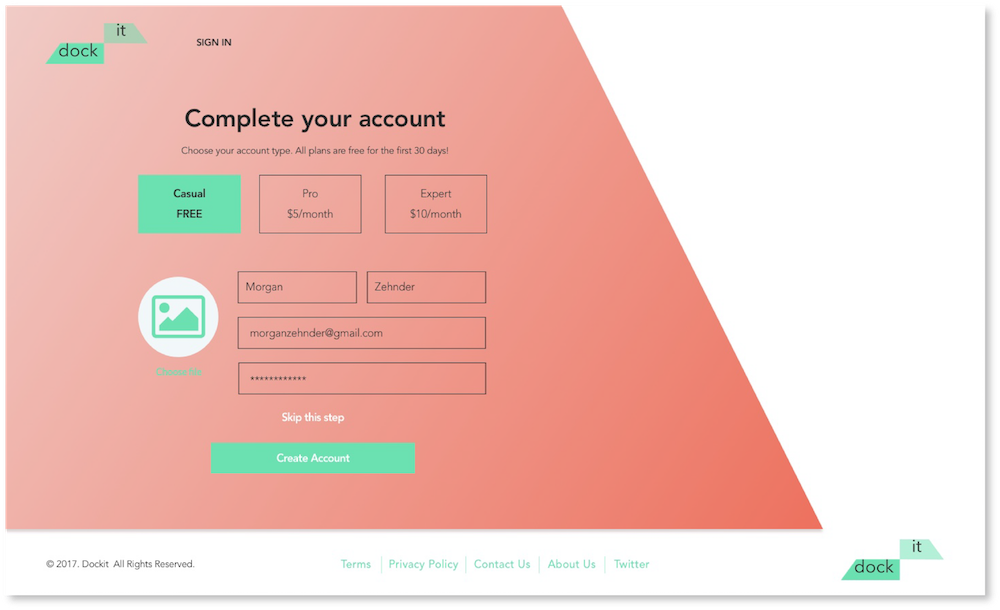 it
dock
SIGN IN
Complete your account
Choose your account type. All plans are free for the first 30 days!
Casual
FREE
Pro
$5/month
Expert
$10/month
Morgan
Zehnder
morganzehnder@gmail.com
************
Choose file
Skip this step
Create Account
© 2017. Dockit All Rights Reserved.
Terms
Privacy Policy
Contact Us
About Us
Twitter
it
dock